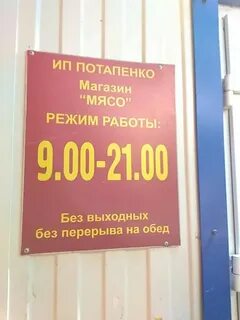 ИП ПОТАПЕНКО
Магазин
"МЯСО"
РЕЖИМ РАБОТЫ:
9.00-21.00
Без выходных
без перерыва на обед